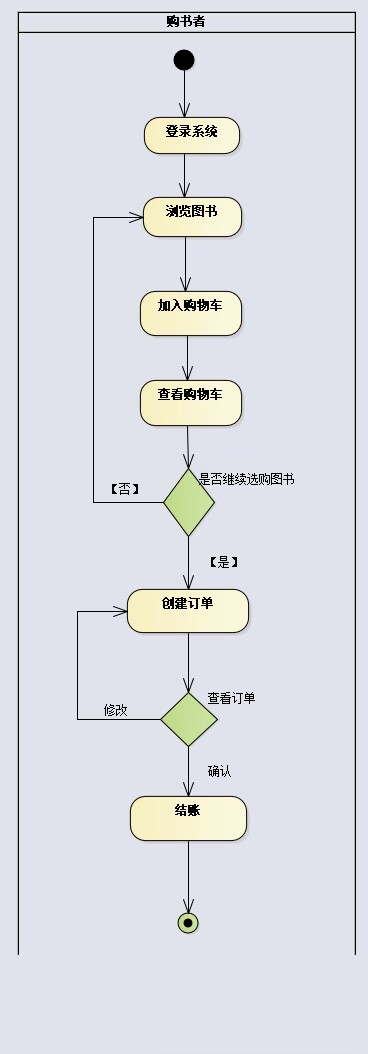 购书者
登录系统
浏览图书
加入购物车
查看购物车
是否继续选购图书
【否】
【是】
创建订单
查看订单
修改
确认
结账